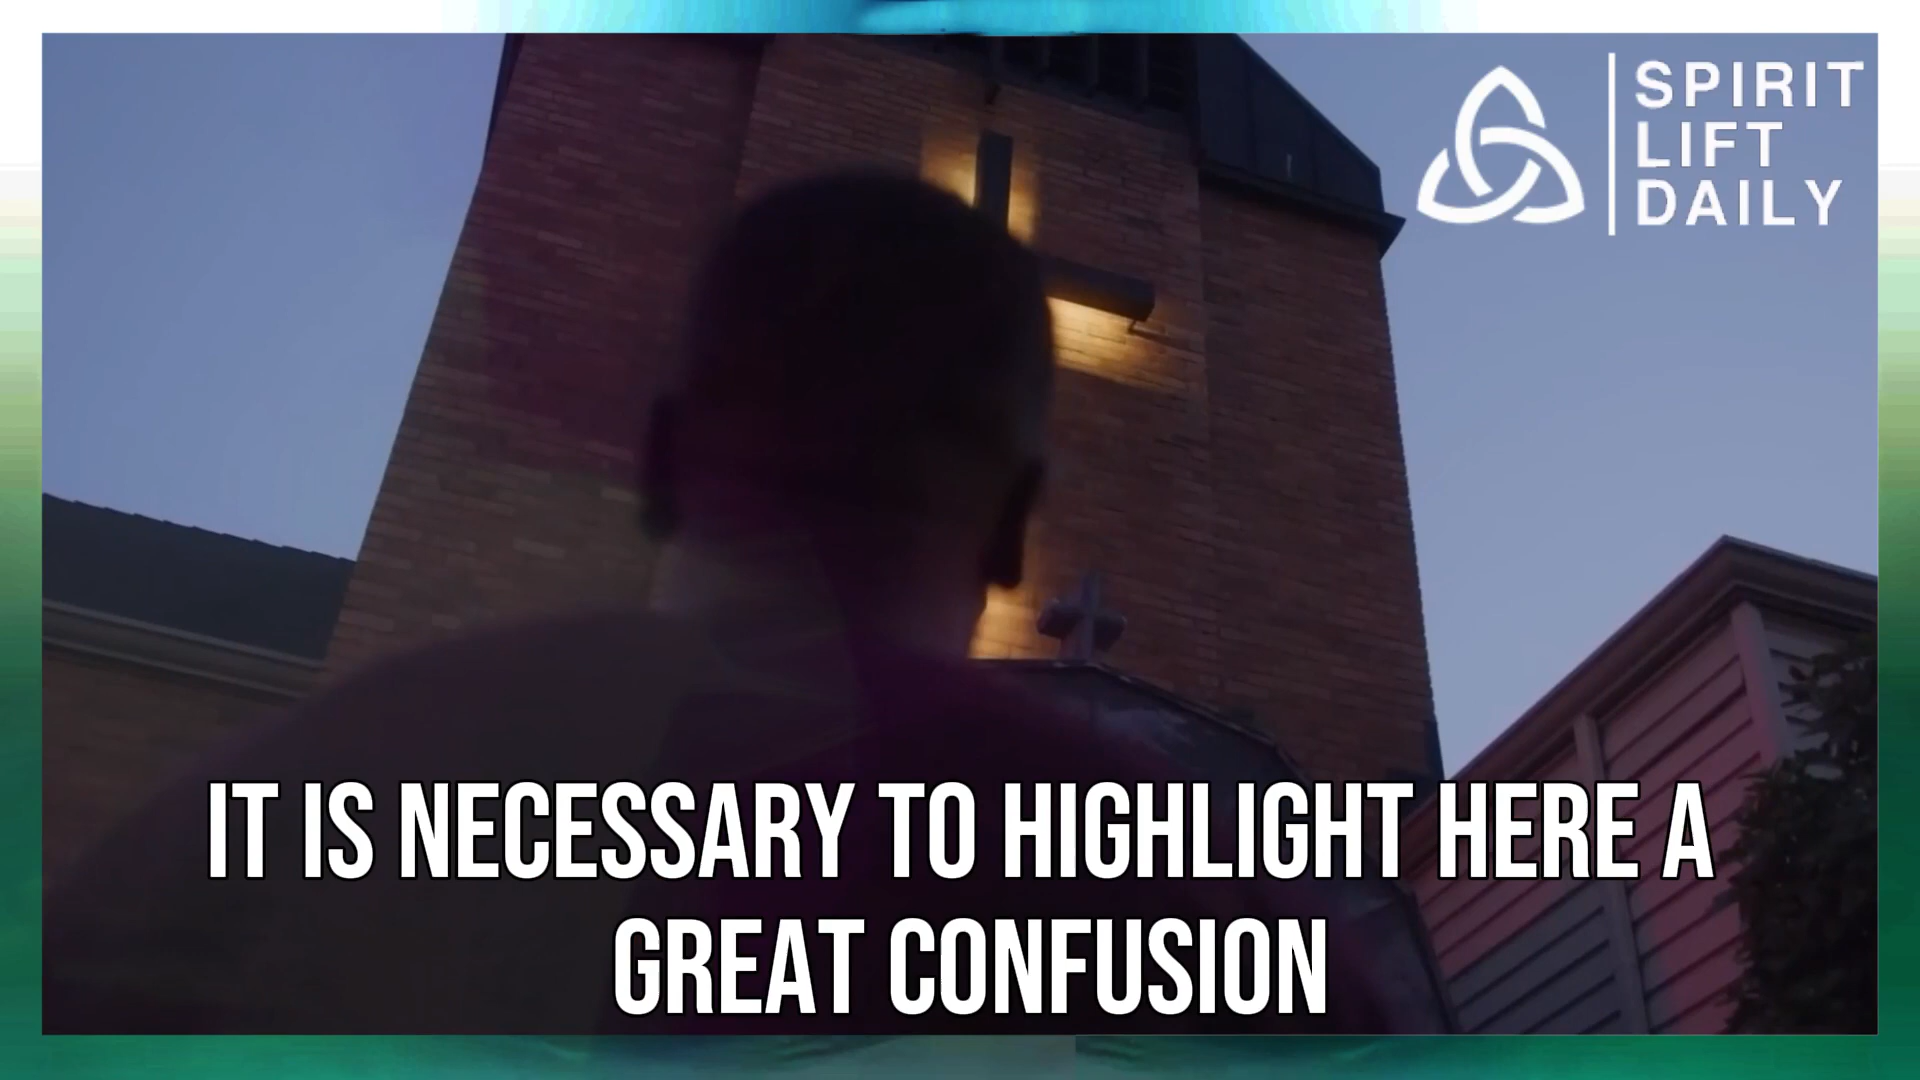 SPIRIT
LIFT
DAILY
IT IS NECESSARY TO HIGHLIGHT HERE A
GREAT CONFUSION